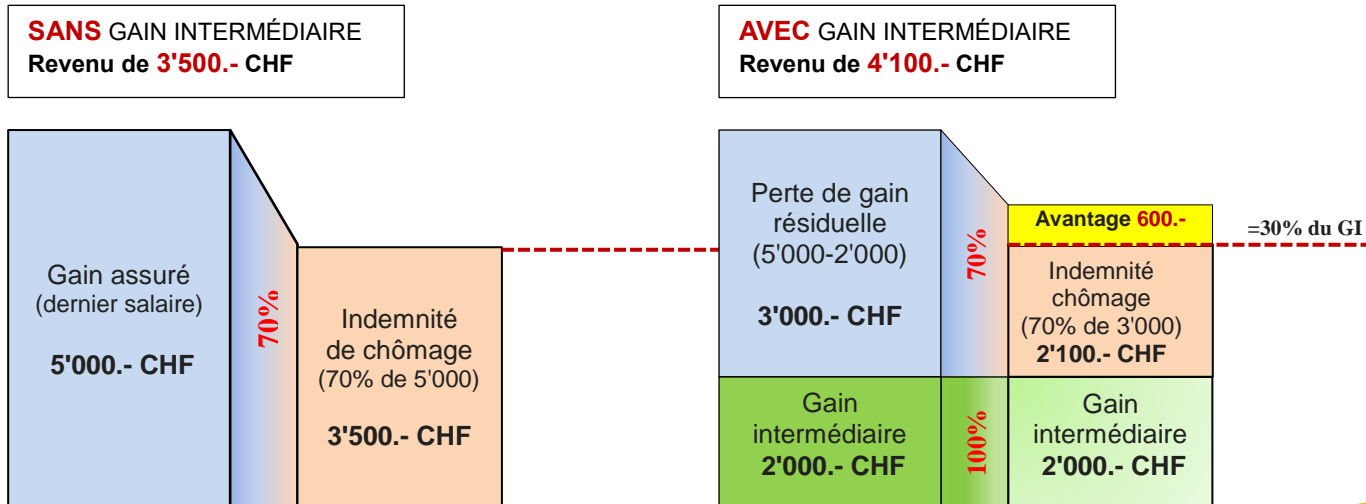 SANS GAIN INTERMÉDIAIRE
Revenu de 3'500.- CHF
AVEC GAIN INTERMÉDIAIRE
Revenu de 4'100.- CHF
Gain assuré
(dernier salaire)
5'000.- CHF
70%
Indemnité
de chômage
(70% de 5'000)
3'500.- CHF
Perte de gain
résiduelle
(5'000-2'000)
3'000.- CHF
70%
Avantage 600.-
=30% du GI
Indemnité
chômage
(70% de 3'000)
2'100.- CHF
Gain
intermédiaire
2'000.- CHF
100%
Gain
intermédiaire
2'000.- CHF